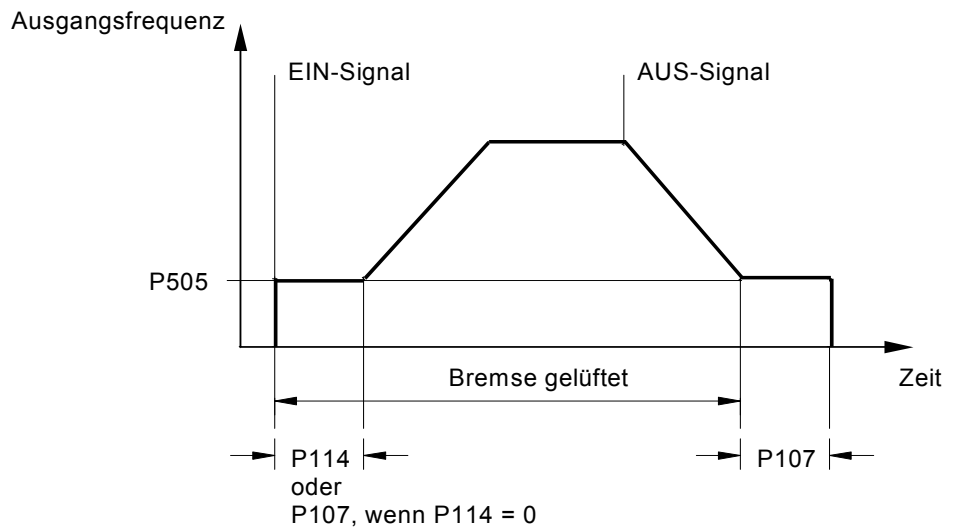 Ausgangsfrequenz
EIN-Signal
AUS-Signal
P505
Bremse gelüftet
Zeit
P114
oder
P107, wenn P114 = 0
P107